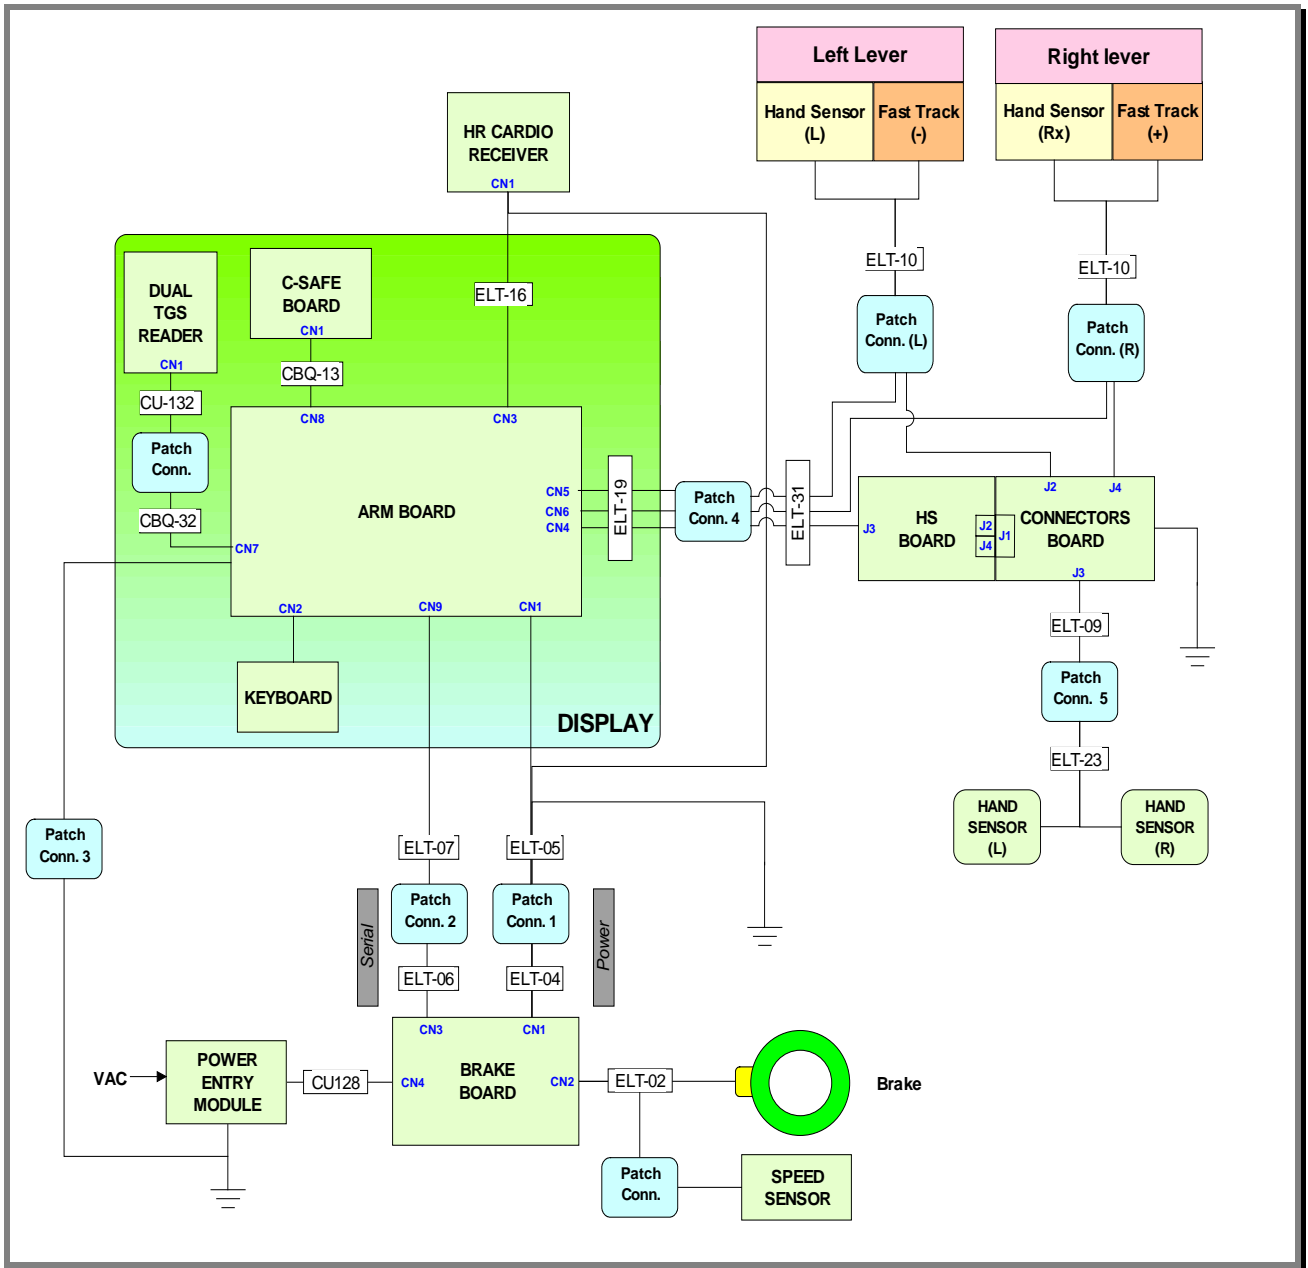 Left Lever
Hand Sensor
(L)
Fast Track
(-)
Right lever
Hand Sensor
(Rx)
Fast Track
(+)
HR CARDIO
RECEIVER
CN1
ELT-10
ELT-10
DUAL
TGS
READER
CN1
C-SAFE
BOARD
CN1
ELT-16
Patch
Conn. (L)
Patch
Conn. (R)
CBQ-13
CU-132
CN8
CN3
Patch
Conn.
CBQ-32
CN7
ARM BOARD
CN5
CN6
CN4
ELT-19
Patch
Conn. 4
ELT-31
J3
HS
BOARD
J2
J4
J1
J2
J4
CONNECTORS
BOARD
J3
CN2
CN9
CN1
ELT-09
KEYBOARD
DISPLAY
Patch
Conn. 5
ELT-23
HAND
SENSOR
(L)
HAND
SENSOR
(R)
Patch
Conn. 3
ELT-07
ELT-05
Serial
Patch
Conn. 2
Patch
Conn. 1
Power
ELT-06
ELT-04
CN3
CN1
VAC
POWER
ENTRY
MODULE
CU128
CN4
BRAKE
BOARD
CN2
ELT-02
Brake
Patch
Conn.
SPEED
SENSOR